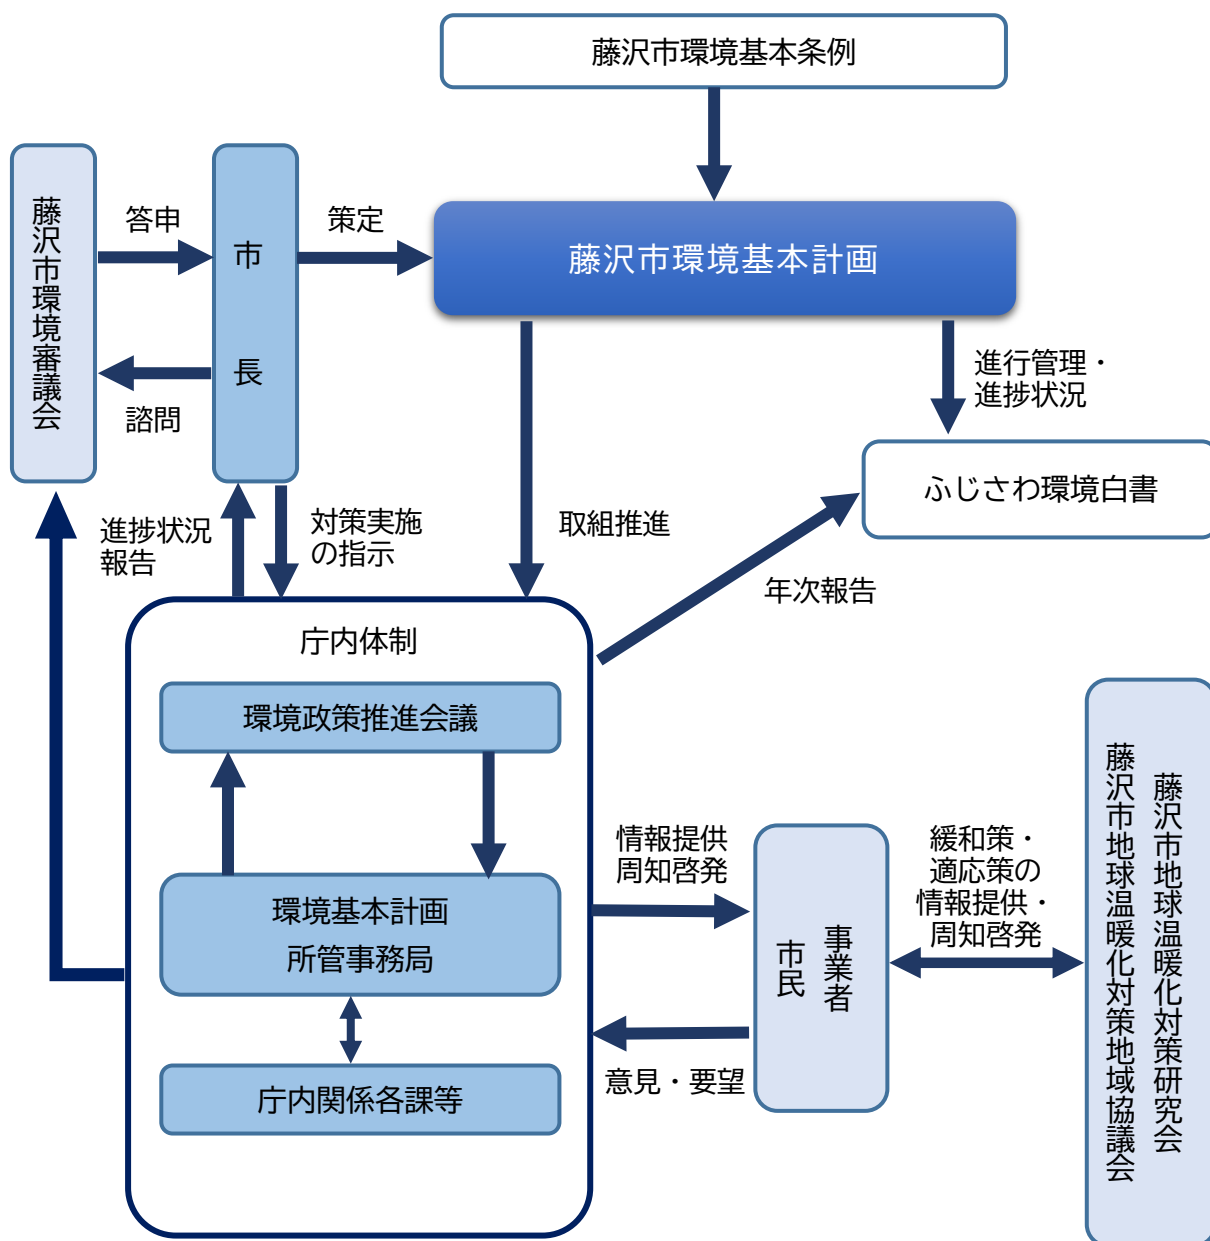 藤沢市環境基本条例
藤沢市環境審議会
答申
諮問
市長
策定
藤沢市環境基本計画
進行管理・
進捗状況
ふじさわ環境白書
進捗状況
報告
対策実施
の指示
取組推進
年次報告
庁内体制
環境政策推進会議
環境基本計画
所管事務局
庁内関係各課等
情報提供
周知啓発
意見・要望
事業者
市民
緩和策・
適応策の
情報提供・
周知啓発
藤沢市地球温暖化対策研究会
藤沢市地球温暖化対策地域協議会